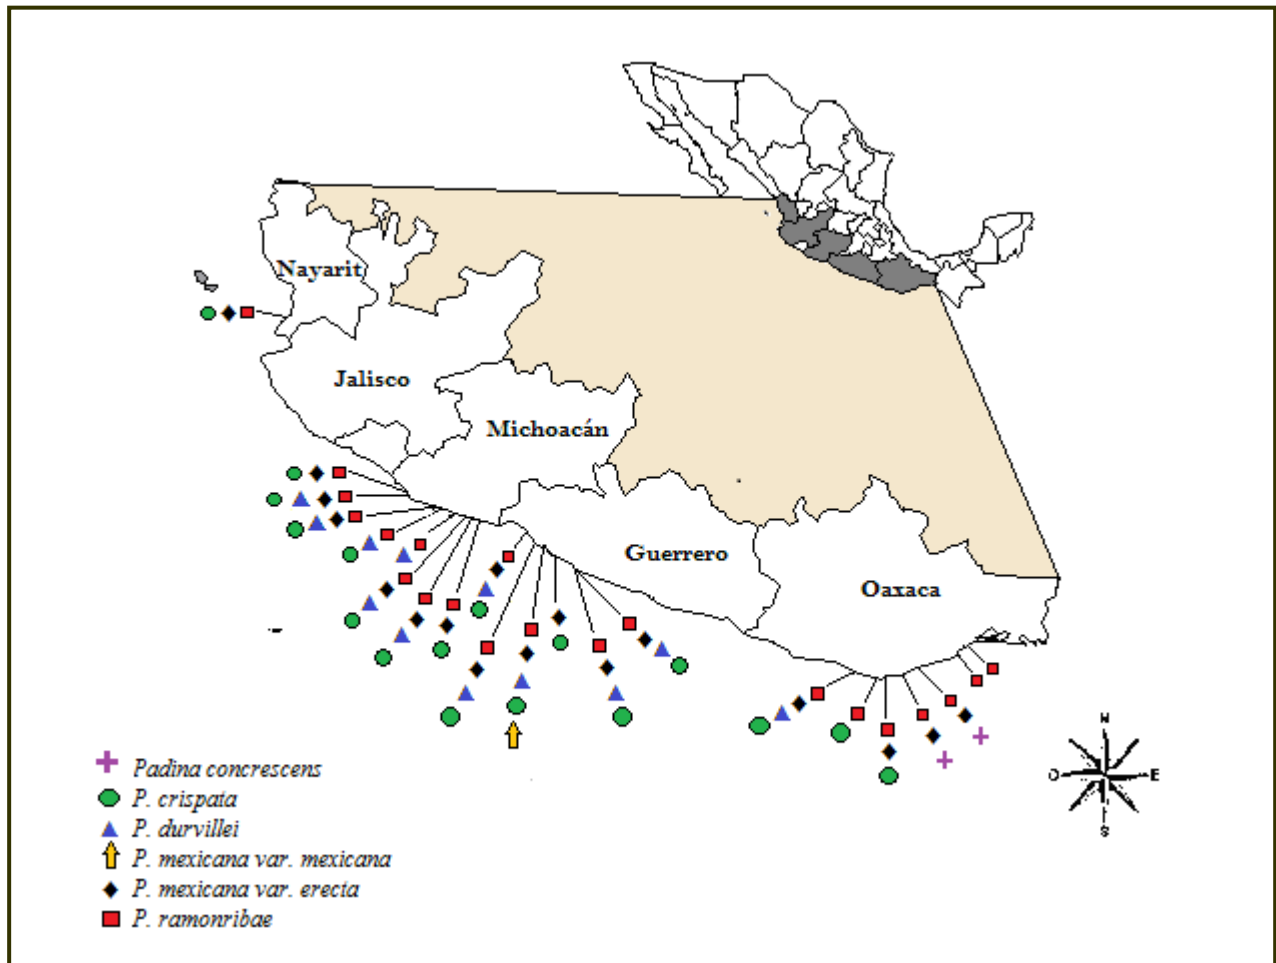 Nayarit
Jalisco
Michoacán
Guerrero
Oaxaca
Padina concrescens
P. crispata
P. durvillei
P. mexicana var. mexicana
P. mexicana var. erecta
P. ramonribae
N
O E
S